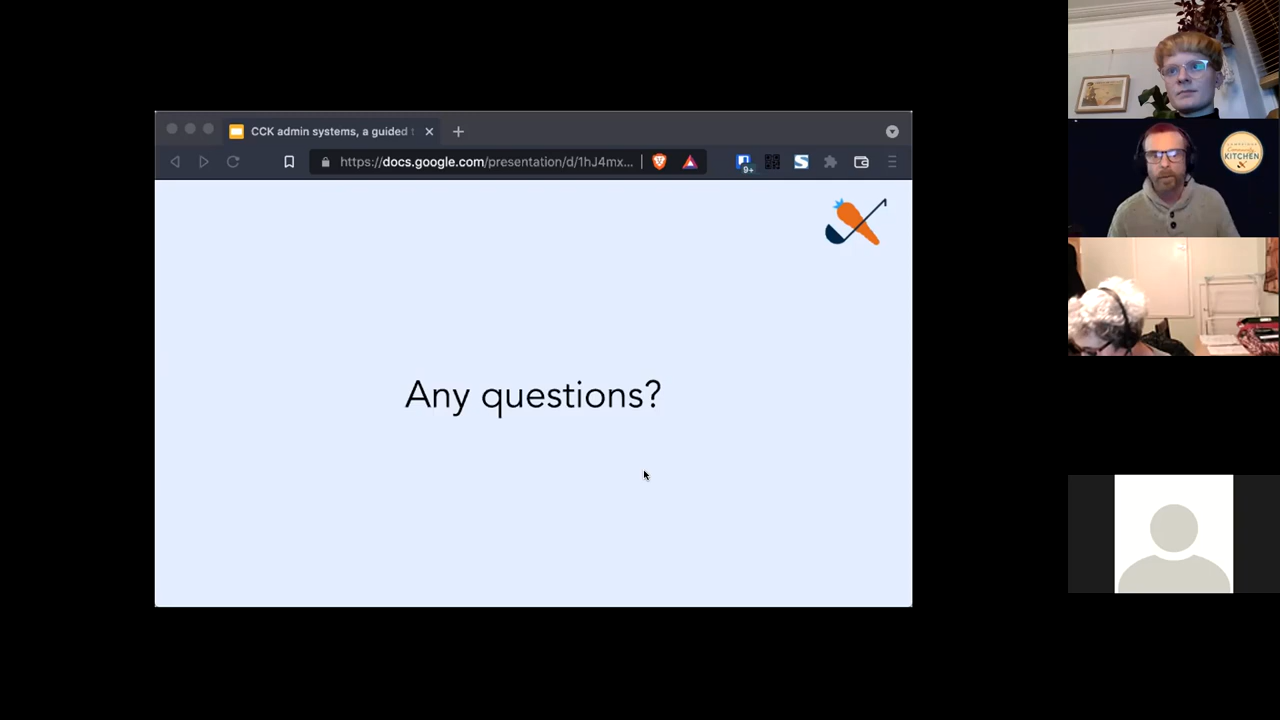 CCK admin systems, a guided t
https://docs.google.com/presentation/d/1hJ4mx...
9+
Any questions?
KITCHEN